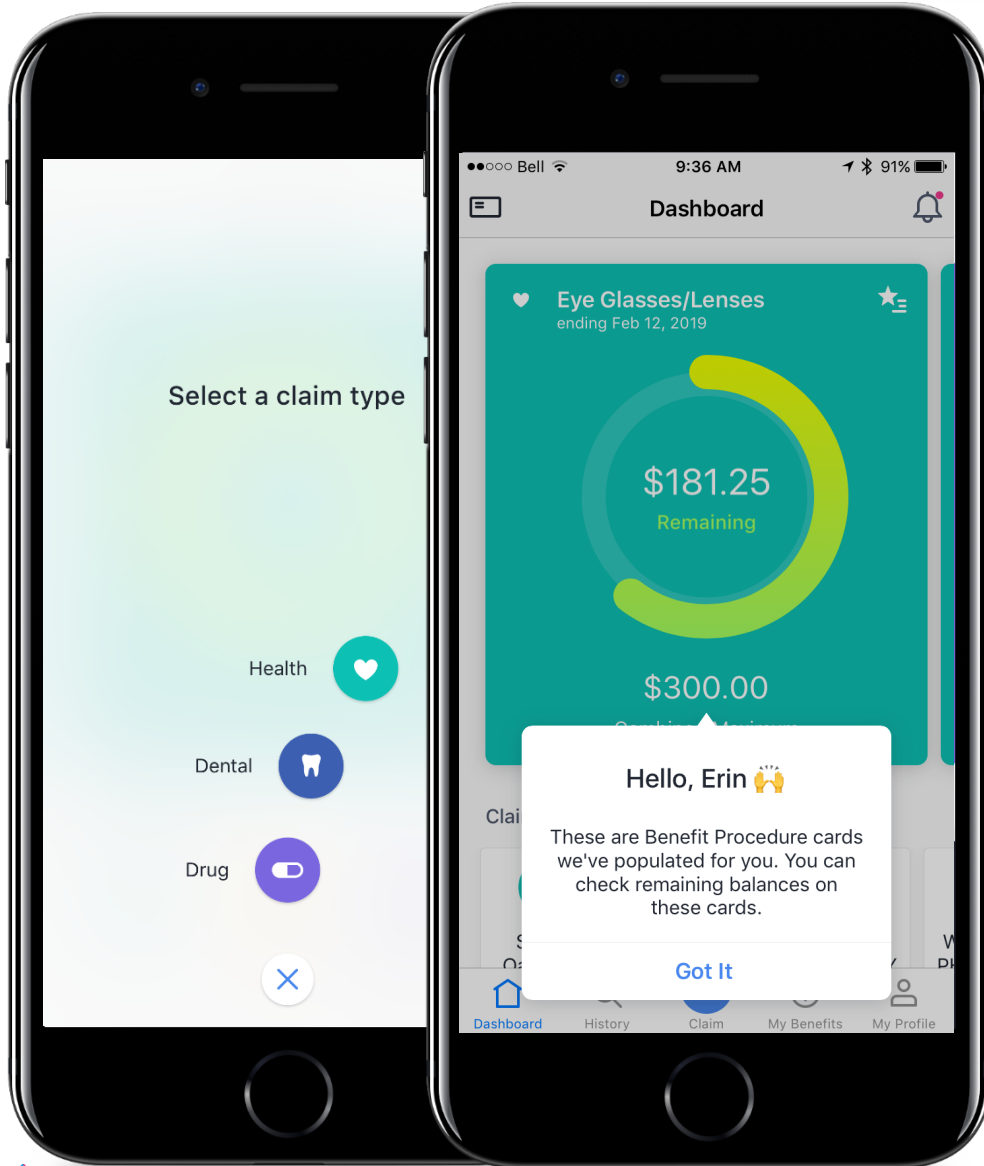 Select a claim type
Health
Dental
Drug
Bell 9:36 AM 91%
Dashboard
Eye Glasses/Lenses
ending Feb 12, 2019
$181.25
Remaining
$300.00
Hello, Erin 🙌
These are Benefit Procedure cards
we've populated for you. You can
check remaining balances on
these cards.
Got It
Dashboard History Claim My Benefits My Profile